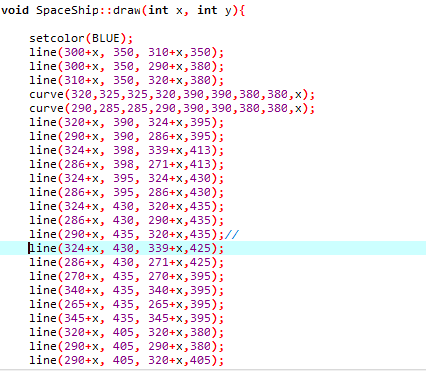 void SpaceShip::draw(int x, int y){
setcolor(BLUE);
line(300+x, 350, 310+x,350);
line(300+x, 350, 290+x,380);
line(310+x, 350, 320+x,380);
curve(320,325,325,320,390,390,380,380,x);
curve(290,285,285,290,390,390,380,380,x);
line(320+x, 390, 324+x,395);
line(290+x, 390, 286+x,395);
line(324+x, 398, 339+x,413);
line(286+x, 398, 271+x,413);
line(324+x, 395, 324+x,430);
line(286+x, 395, 286+x,430);
line(324+x, 430, 320+x,435);
line(286+x, 430, 290+x,435);
line(290+x, 435, 320+x,435);//
line(324+x, 430, 339+x,425);
line(286+x, 430, 271+x,425);
line(270+x, 435, 270+x,395);
line(340+x, 435, 340+x,395);
line(265+x, 435, 265+x,395);
line(345+x, 435, 345+x,395);
line(320+x, 405, 320+x,380);
line(290+x, 405, 290+x,380);
line(290+x, 405, 320+x,405);